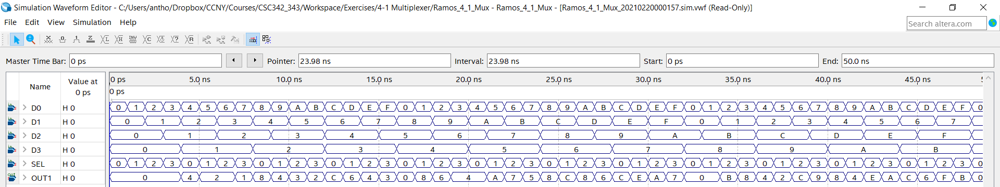 Simulation Waveform Editor - C:/Users/antho/Dropbox/CCNY/Courses/CSC342_343/Workspace/Exercises/4-1 Multiplexer/Ramos_4_1_Mux - Ramos_4_1_Mux - [Ramos_4_1_Mux_20210220000157.sim.vwf (Read-Only)]
File Edit View Simulation Help
Search altera.com
Master Time Bar: 0 ps Pointer: 23.98 ns Interval: 23.98 ns Start: 0 ps End: 50.0 ns
Name Value at 0 ps 0 ps 5.0 ns 10.0 ns 15.0 ns 20.0 ns 25.0 ns 30.0 ns 35.0 ns 40.0 ns 45.0 ns
0 ps
D0 H 0 0 1 2 3 4 5 6 7 8 9 A B C D E F 0 1 2 3 4 5 6 7 8 9 A B C D E F 0 1 2 3 4 5 6 7 8 9 A B C D E F 0
D1 H 0 0 1 2 3 4 5 6 7 8 9 A B C D E F 0 1 2 3 4 5 6 7
D2 H 0 0 1 2 3 4 5 6 7 8 9 A B C D E F
D3 H 0 0 1 2 3 4 5 6 7 8 9 A B
SEL H 0 0 1 2 3 0 1 2 3 0 1 2 3 0 1 2 3 0 1 2 3 0 1 2 3 0 1 2 3 0 1 2 3 0 1 2 3 0 1 2 3 0 1 2 3 0 1 2 3 0
OUT1 H 0 0 4 2 1 8 4 3 2 C 6 4 3 0 8 6 4 A 7 5 8 C 8 6 C E A 7 0 B 8 4 2 C 9 8 4 E A C 6 F B 0